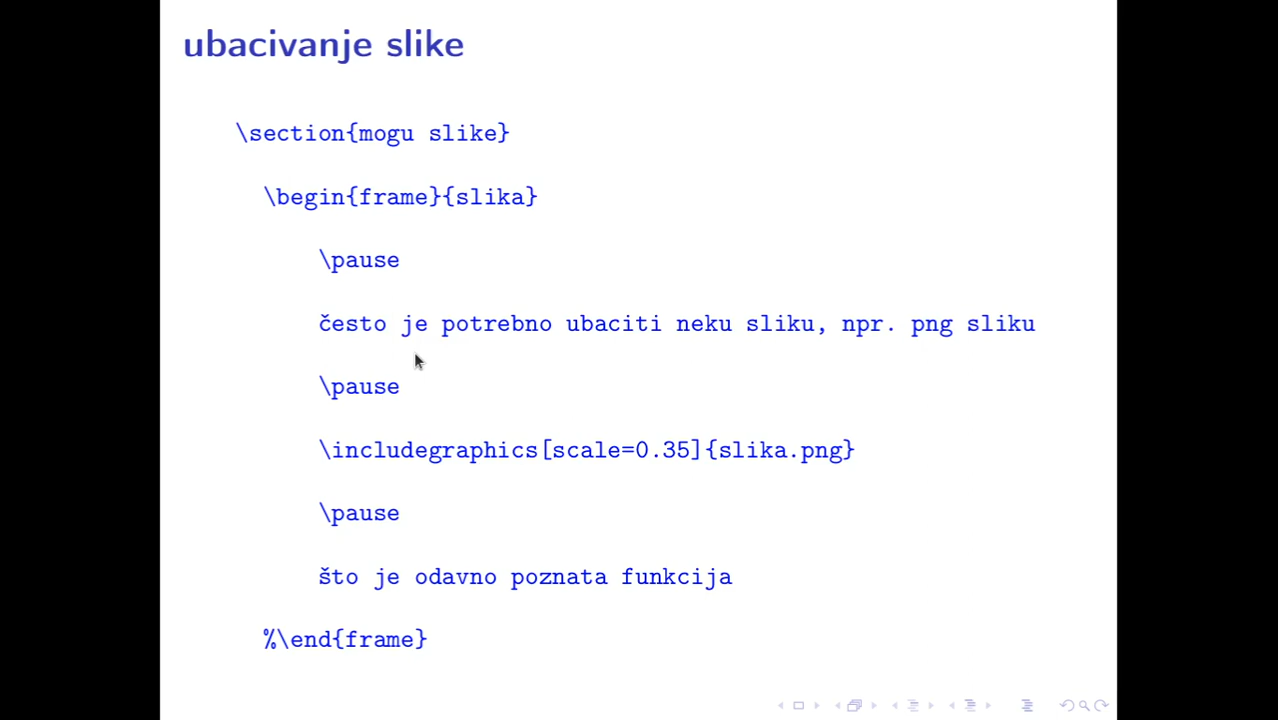 ubacivanje slike
\section{mogu slike}
\begin{frame}{slika}
\pause
često je potrebno ubaciti neku sliku, npr. png sliku
\pause
\includegraphics[scale=0.35]{slika.png}
\pause
što je odavno poznata funkcija
%\end{frame}